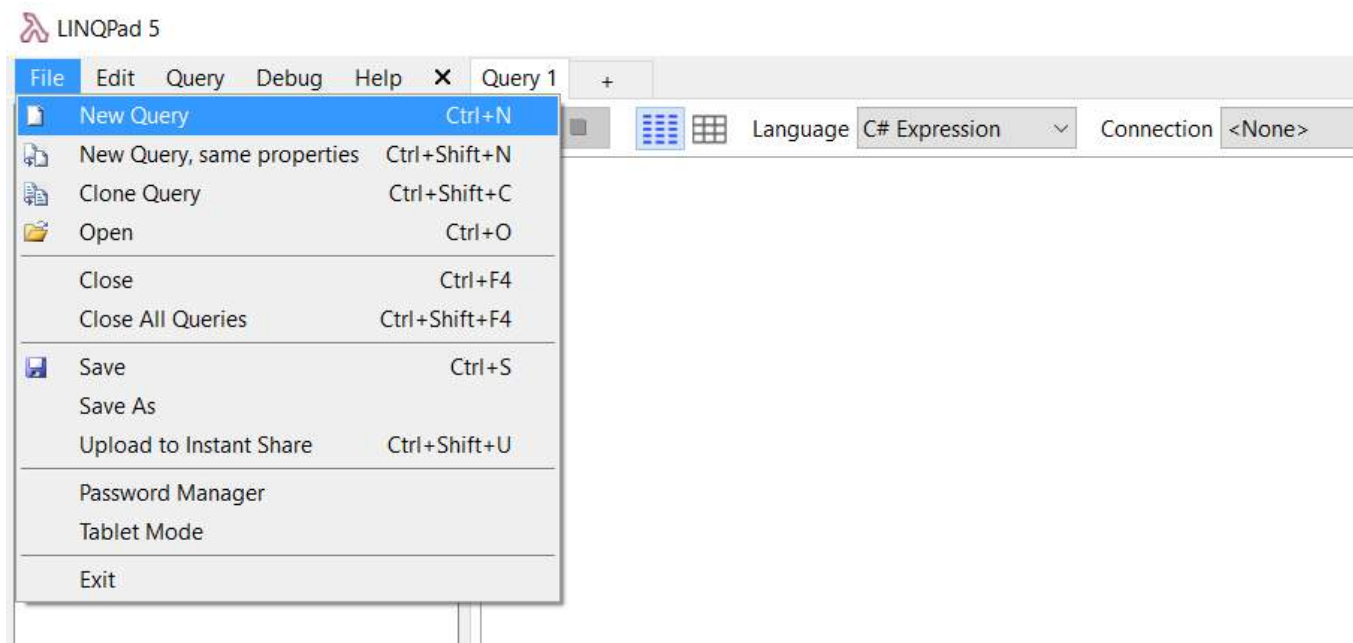 LINQPad 5
File Edit Query Debug Help × Query 1 +
New Query Ctrl+N
Language C# Expression Connection <None>
New Query, same properties Ctrl+Shift+N
Clone Query Ctrl+Shift+C
Open Ctrl+O
Close Ctrl+F4
Close All Queries Ctrl+Shift+F4
Save Ctrl+S
Save As
Upload to Instant Share Ctrl+Shift+U
Password Manager
Tablet Mode
Exit